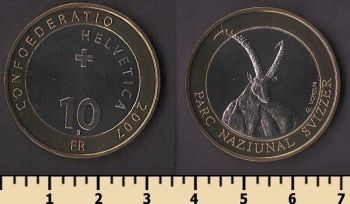 CONFOEDERATIO
HELVETICA
2007
10
B
FR
PARC NAZIUNAL SVIZZER
1 2 3 4 5 6 7